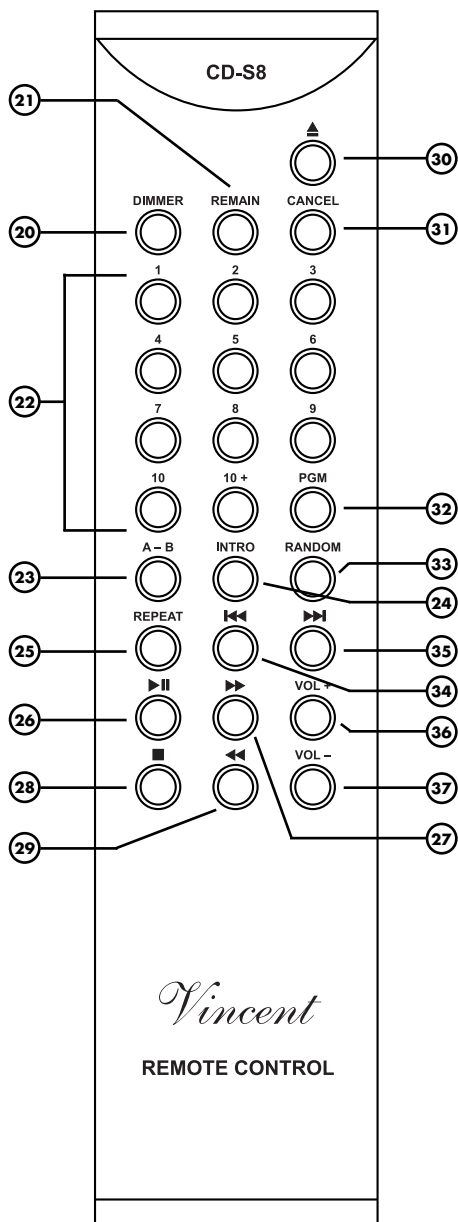 CD-S8
21
30
DIMMER REMAIN CANCEL
20
31
1 2 3
4 5 6
22
7 8 9
10 10 + PGM
32
A – B INTRO RANDOM
33
23
24
REPEAT
25
35
34
VOL +
26
36
VOL –
28
37
29
27
Vincent
REMOTE CONTROL